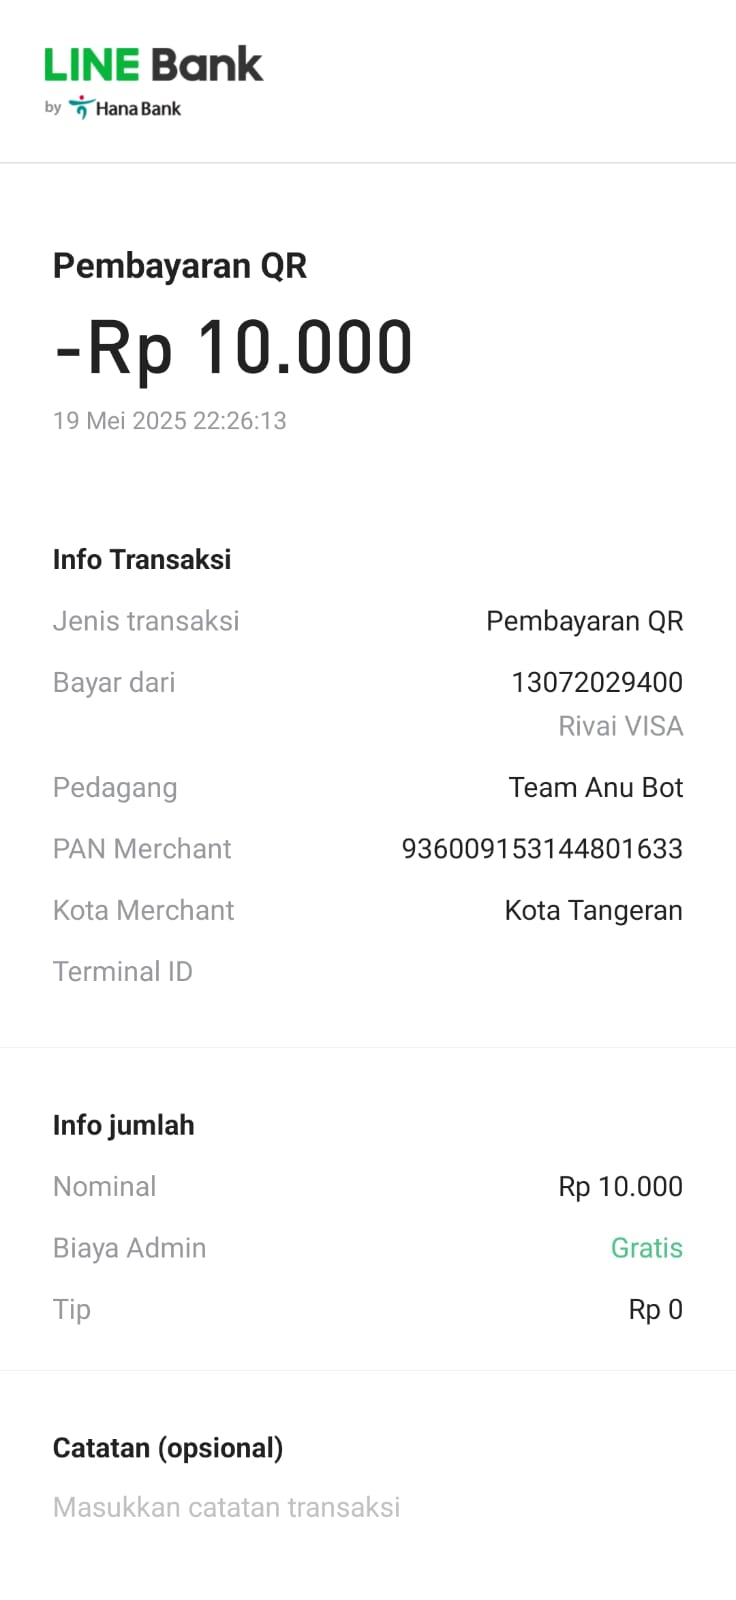 LINE Bank
by Hana Bank
Pembayaran QR
-Rp 10.000
19 Mei 2025 22:26:13
Info Transaksi
Jenis transaksi Pembayaran QR
Bayar dari 13072029400
Rivai VISA
Pedagang Team Anu Bot
PAN Merchant 936009153144801633
Kota Merchant Kota Tangeran
Terminal ID
Info jumlah
Nominal Rp 10.000
Biaya Admin Gratis
Tip Rp 0
Catatan (opsional)
Masukkan catatan transaksi